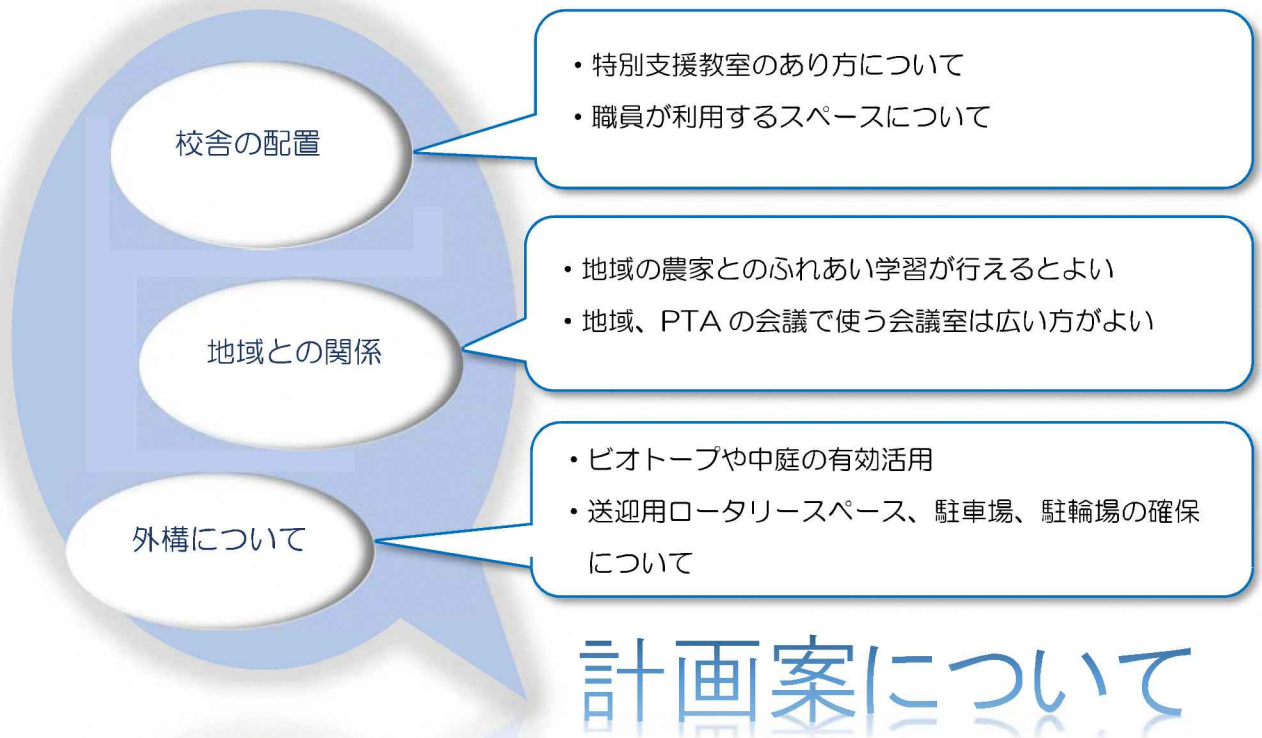 校舎の配置
・特別支援教室のあり方について
・職員が利用するスペースについて
地域との関係
・地域の農家とのふれあい学習が行えるとよい
・地域、PTAの会議で使う会議室は広い方がよい
外構について
・ビオトープや中庭の有効活用
・送迎用ロータリースペース、駐車場、駐輪場の確保
について
計画案について